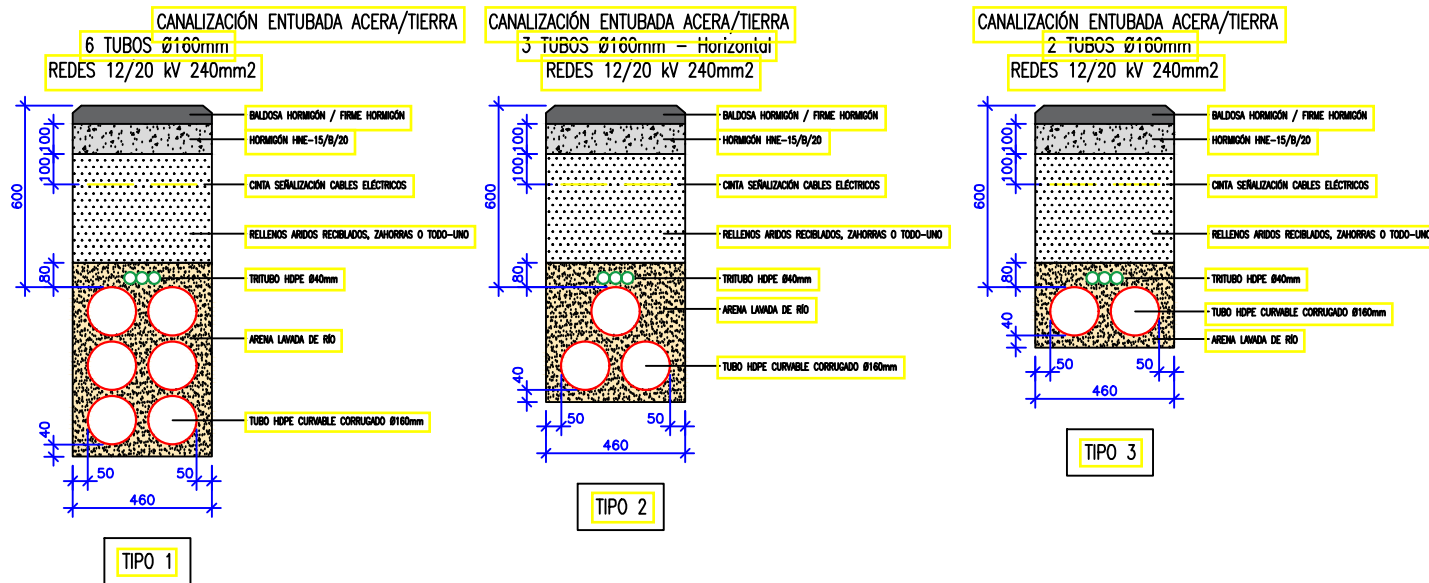 CANALIZACIÓN ENTUBADA ACERA/TIERRA
6 TUBOS Ø160mm
REDES 12/20 kV 240mm2
BALDOSA HORMIGÓN / FIRME HORMIGÓN
HORMIGÓN HNE-15/B/20
CINTA SEÑALIZACIÓN CABLES ELÉCTRICOS
RELLENOS ARIDOS RECIBLADOS, ZAHORRAS O TODO-UNO
TRITUBO HDPE Ø40mm
ARENA LAVADA DE RÍO
TUBO HDPE CURVABLE CORRUGADO Ø160mm
600
100
100
80
40
50
50
460
TIPO 1
CANALIZACIÓN ENTUBADA ACERA/TIERRA
3 TUBOS Ø160mm – Horizontal
REDES 12/20 kV 240mm2
BALDOSA HORMIGÓN / FIRME HORMIGÓN
HORMIGÓN HNE-15/B/20
CINTA SEÑALIZACIÓN CABLES ELÉCTRICOS
RELLENOS ARIDOS RECIBLADOS, ZAHORRAS O TODO-UNO
TRITUBO HDPE Ø40mm
ARENA LAVADA DE RÍO
TUBO HDPE CURVABLE CORRUGADO Ø160mm
600
100
100
80
40
50
50
460
TIPO 2
CANALIZACIÓN ENTUBADA ACERA/TIERRA
2 TUBOS Ø160mm
REDES 12/20 kV 240mm2
BALDOSA HORMIGÓN / FIRME HORMIGÓN
HORMIGÓN HNE-15/B/20
CINTA SEÑALIZACIÓN CABLES ELÉCTRICOS
RELLENOS ARIDOS RECIBLADOS, ZAHORRAS O TODO-UNO
TRITUBO HDPE Ø40mm
TUBO HDPE CURVABLE CORRUGADO Ø160mm
ARENA LAVADA DE RÍO
600
100
100
80
40
50
50
460
TIPO 3